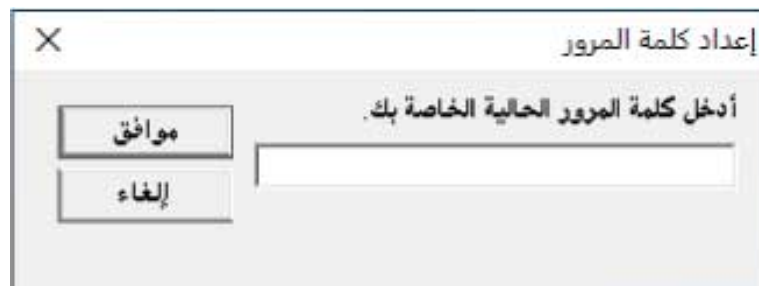 إعداد كلمة المرور
أدخل كلمة المرور الحالية الخاصة بك.
موافق
إلغاء